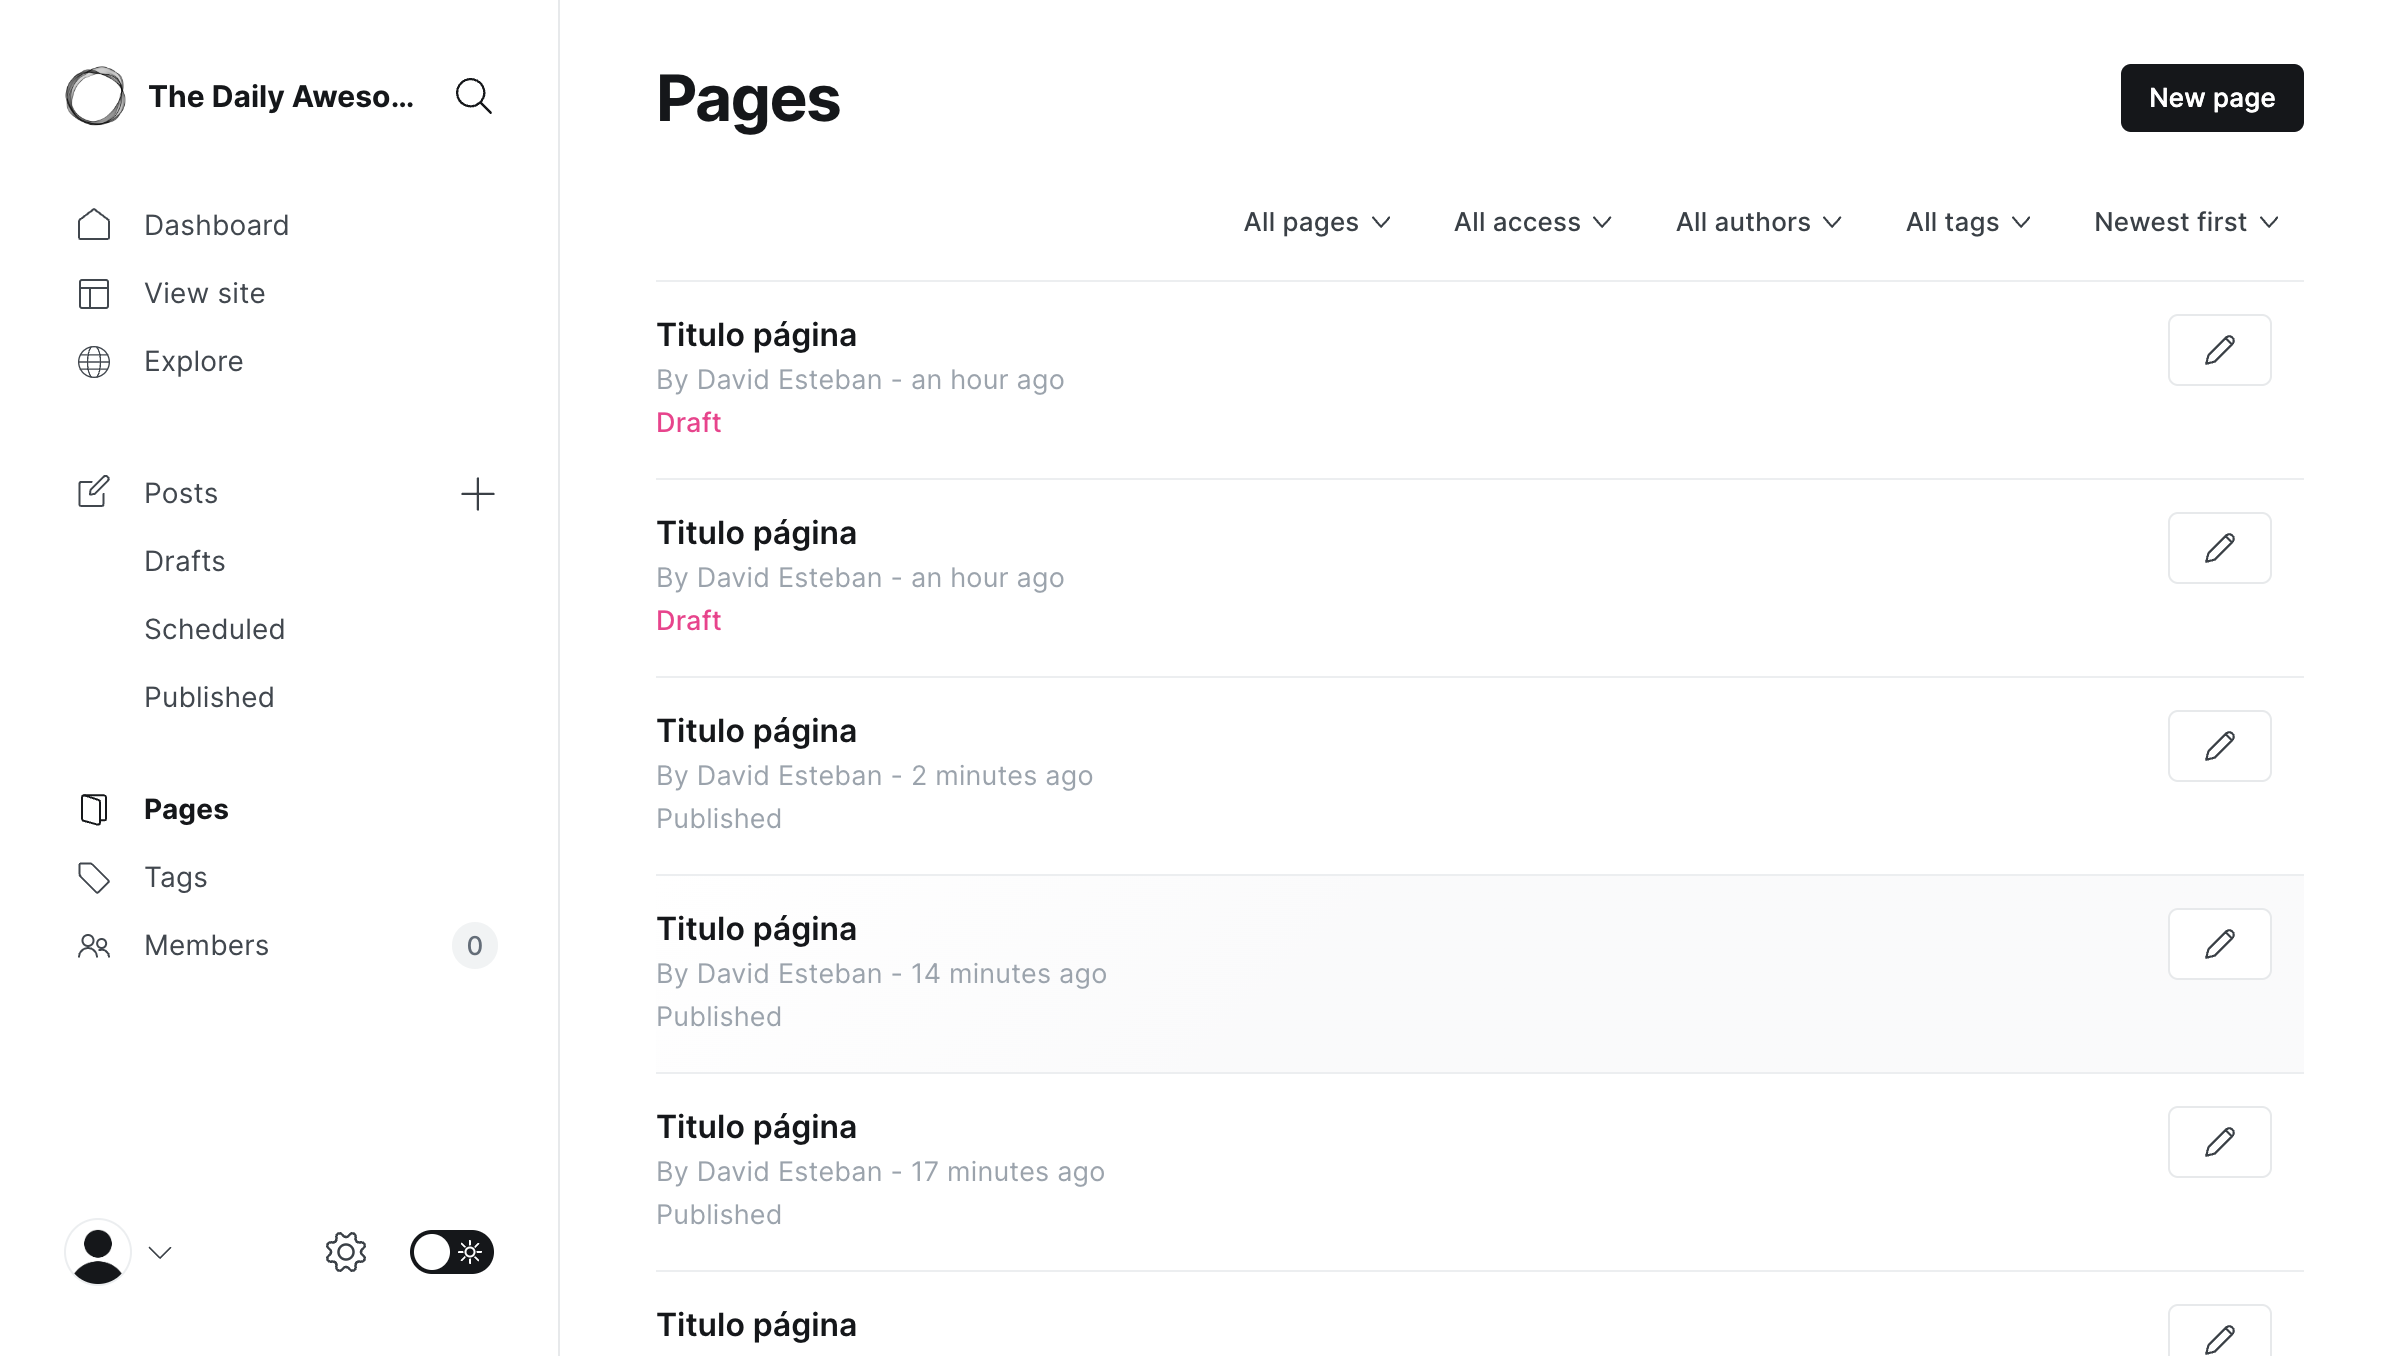 The Daily Aweso...
Dashboard
View site
Explore
Posts
Drafts
Scheduled
Published
Pages
Tags
Members 0
Pages
New page
All pages All access All authors All tags Newest first
Titulo página
By David Esteban - an hour ago
Draft
Titulo página
By David Esteban - an hour ago
Draft
Titulo página
By David Esteban - 2 minutes ago
Published
Titulo página
By David Esteban - 14 minutes ago
Published
Titulo página
By David Esteban - 17 minutes ago
Published
Titulo página